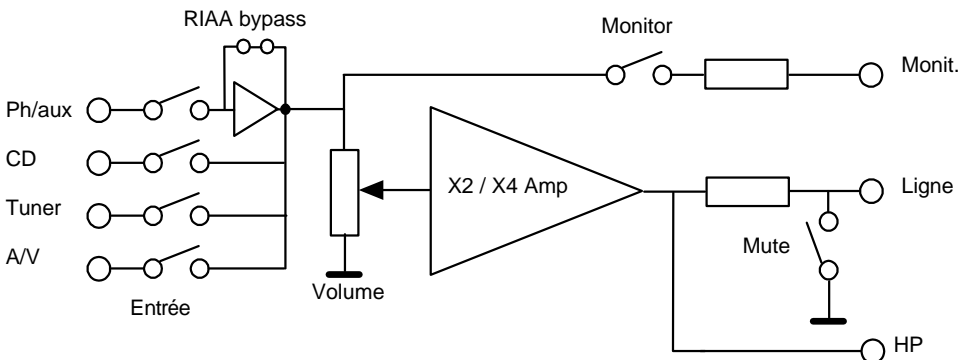 RIAA bypass
Monitor
Monit.
Ph/aux
CD
X2 / X4 Amp
Ligne
Tuner
Mute
A/V
Volume
Entrée
HP